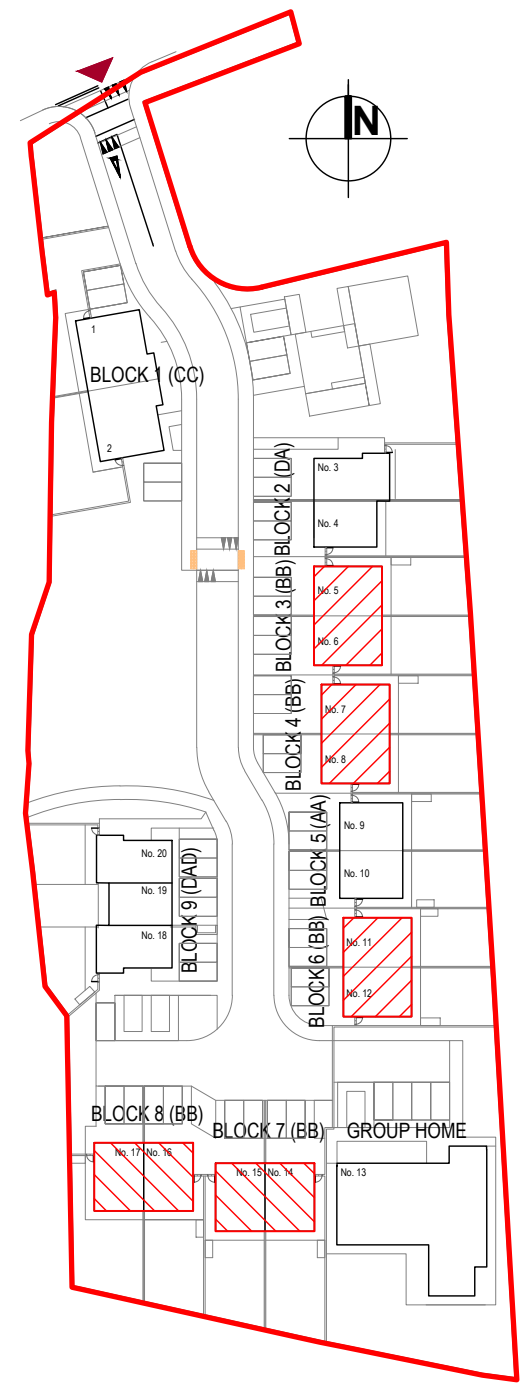 N
1
BLOCK 1 (CC)
2
BLOCK 2 (DA)
No. 3
No. 4
BLOCK 3 (BB)
No. 5
No. 6
BLOCK 4 (BB)
No. 7
No. 8
BLOCK 5 (AA)
No. 9
No. 10
BLOCK 6 (BB)
No. 11
No. 12
No. 20
No. 19
No. 18
BLOCK 9 (DAD)
BLOCK 8 (BB)
No. 17 No. 16
BLOCK 7 (BB)
No. 15 No. 14
GROUP HOME
No. 13